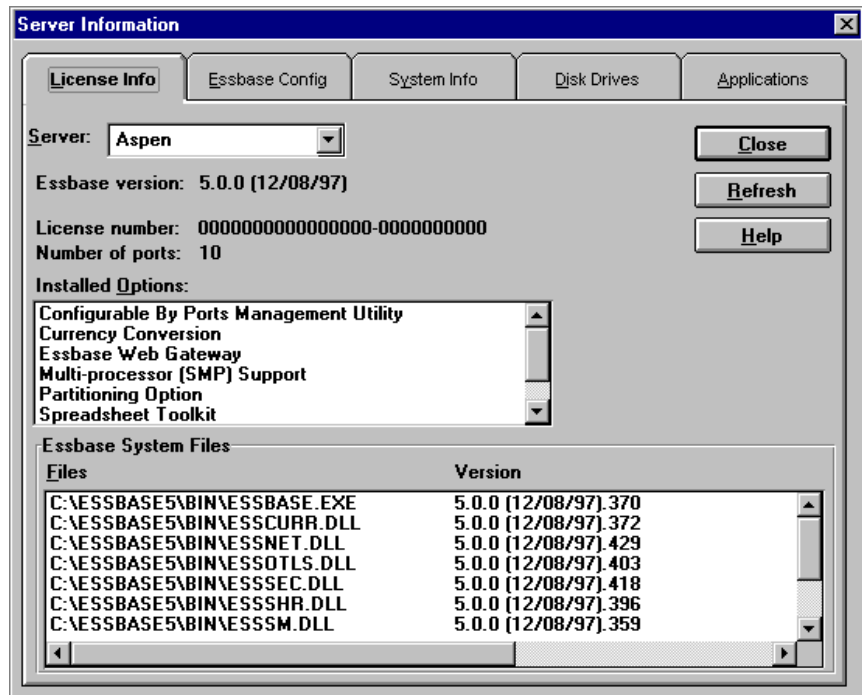 Server Information
License Info Essbase Config System Info Disk Drives Applications
Server: Aspen Close
Essbase version: 5.0.0 (12/08/97) Refresh
License number: 0000000000000000-0000000000 Help
Number of ports: 10
Installed Options:
Configurable By Ports Management Utility
Currency Conversion
Essbase Web Gateway
Multi-processor (SMP) Support
Partitioning Option
Spreadsheet Toolkit
Essbase System Files
Files Version
C:\ESSBASE5\BIN\ESSBASE.EXE 5.0.0 (12/08/97).370
C:\ESSBASE5\BIN\ESSCURR.DLL 5.0.0 (12/08/97).372
C:\ESSBASE5\BIN\ESSNET.DLL 5.0.0 (12/08/97).429
C:\ESSBASE5\BIN\ESSOTLS.DLL 5.0.0 (12/08/97).403
C:\ESSBASE5\BIN\ESSSEC.DLL 5.0.0 (12/08/97).418
C:\ESSBASE5\BIN\ESSSHR.DLL 5.0.0 (12/08/97).396
C:\ESSBASE5\BIN\ESSSM.DLL 5.0.0 (12/08/97).359